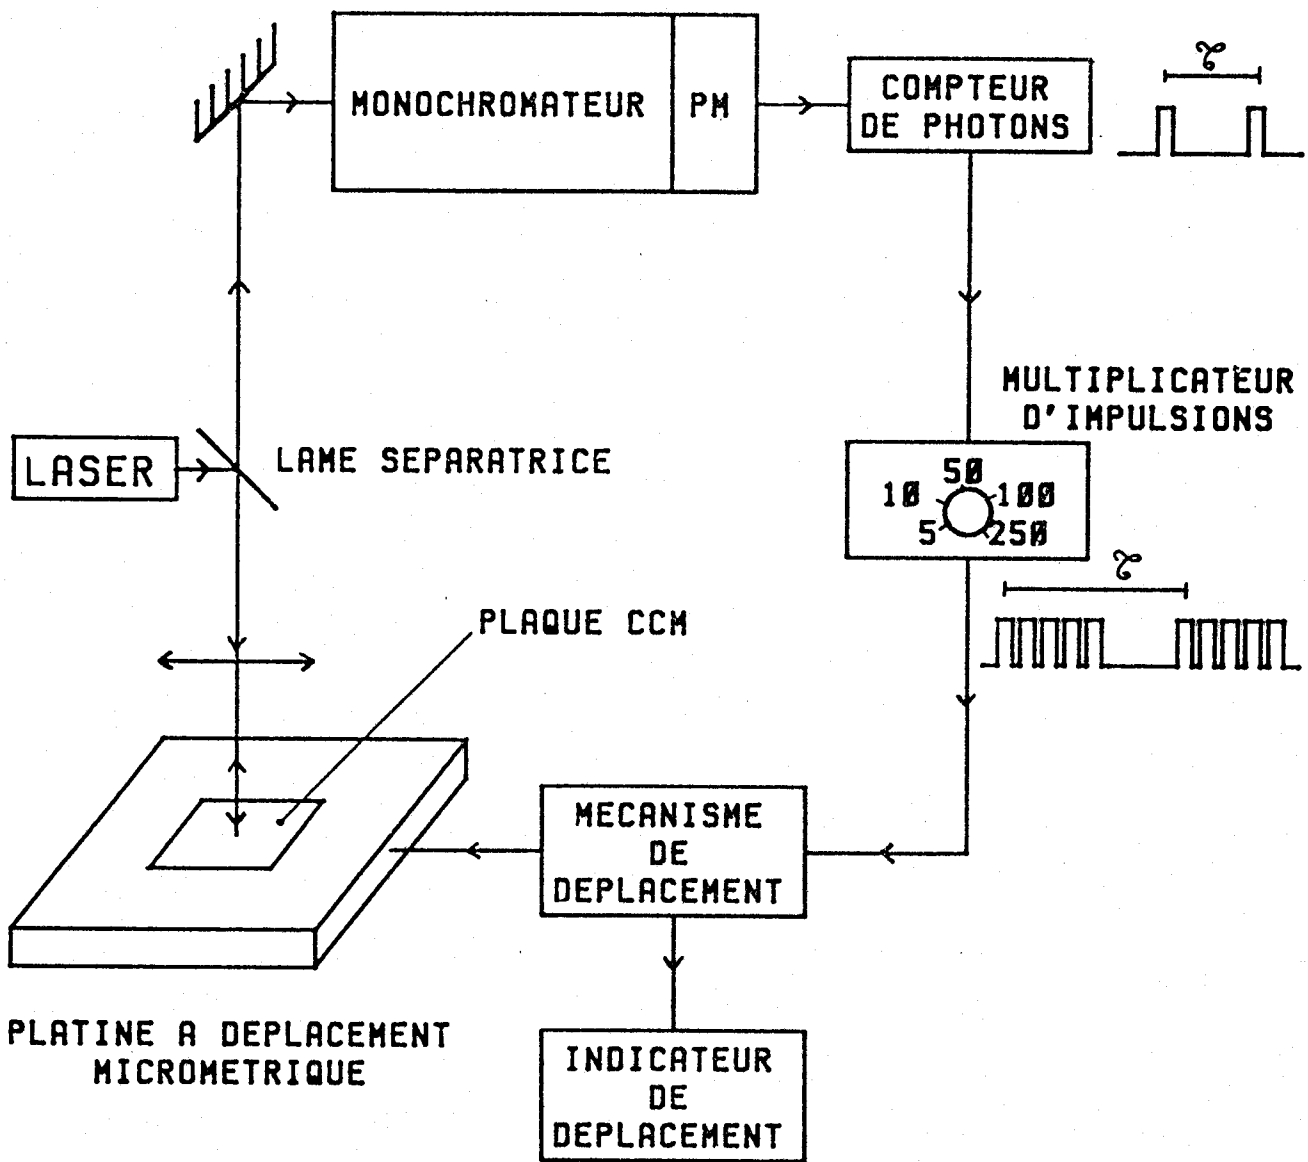 MONOCHROMATEUR
PM
COMPTEUR
DE PHOTONS
τ
MULTIPLICATEUR
D'IMPULSIONS
LASER
LAME SEPARATRICE
50
10
100
5
250
τ
PLAQUE CCM
MECANISME
DE
DEPLACEMENT
PLATINE A DEPLACEMENT
MICROMETRIQUE
INDICATEUR
DE
DEPLACEMENT